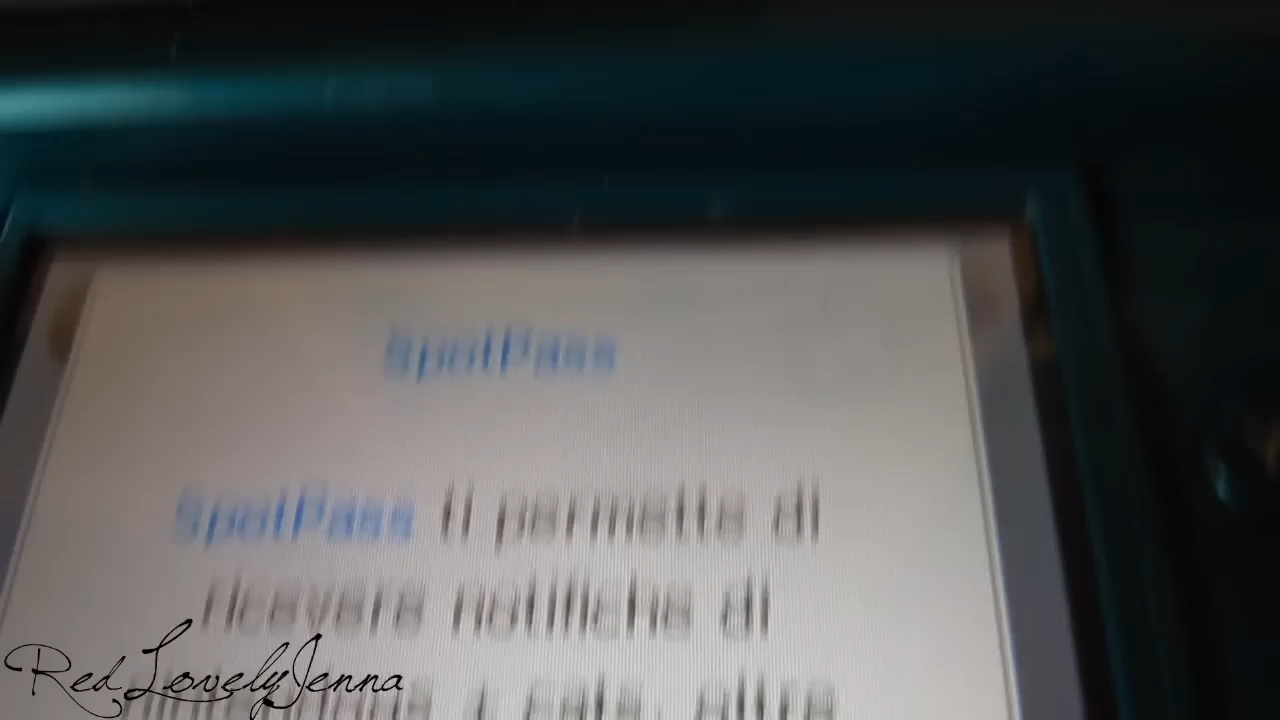 SpotPass
SpotPass ti permette di
ricevere notifiche di
RedLovelyJenna